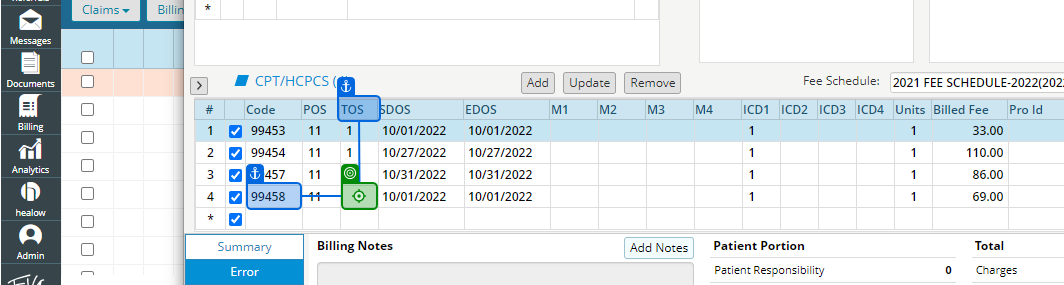 Claims
Billin
*
Messages
Documents
Billing
Analytics
healow
Admin
CPT/HCPCS
Add
Update
Remove
Fee Schedule:
2021 FEE SCHEDULE-2022(202
# Code POS TOS SDOS EDOS M1 M2 M3 M4 ICD1 ICD2 ICD3 ICD4 Units Billed Fee Pro Id
1 99453 11 1 10/01/2022 10/01/2022 1 1 33.00
2 99454 11 1 10/27/2022 10/27/2022 1 1 110.00
3 457 11 10/31/2022 10/31/2022 1 1 86.00
4 99458 11 10/01/2022 10/01/2022 1 1 69.00
*
Summary
Error
Billing Notes
Add Notes
Patient Portion
Patient Responsibility 0
Total
Charges